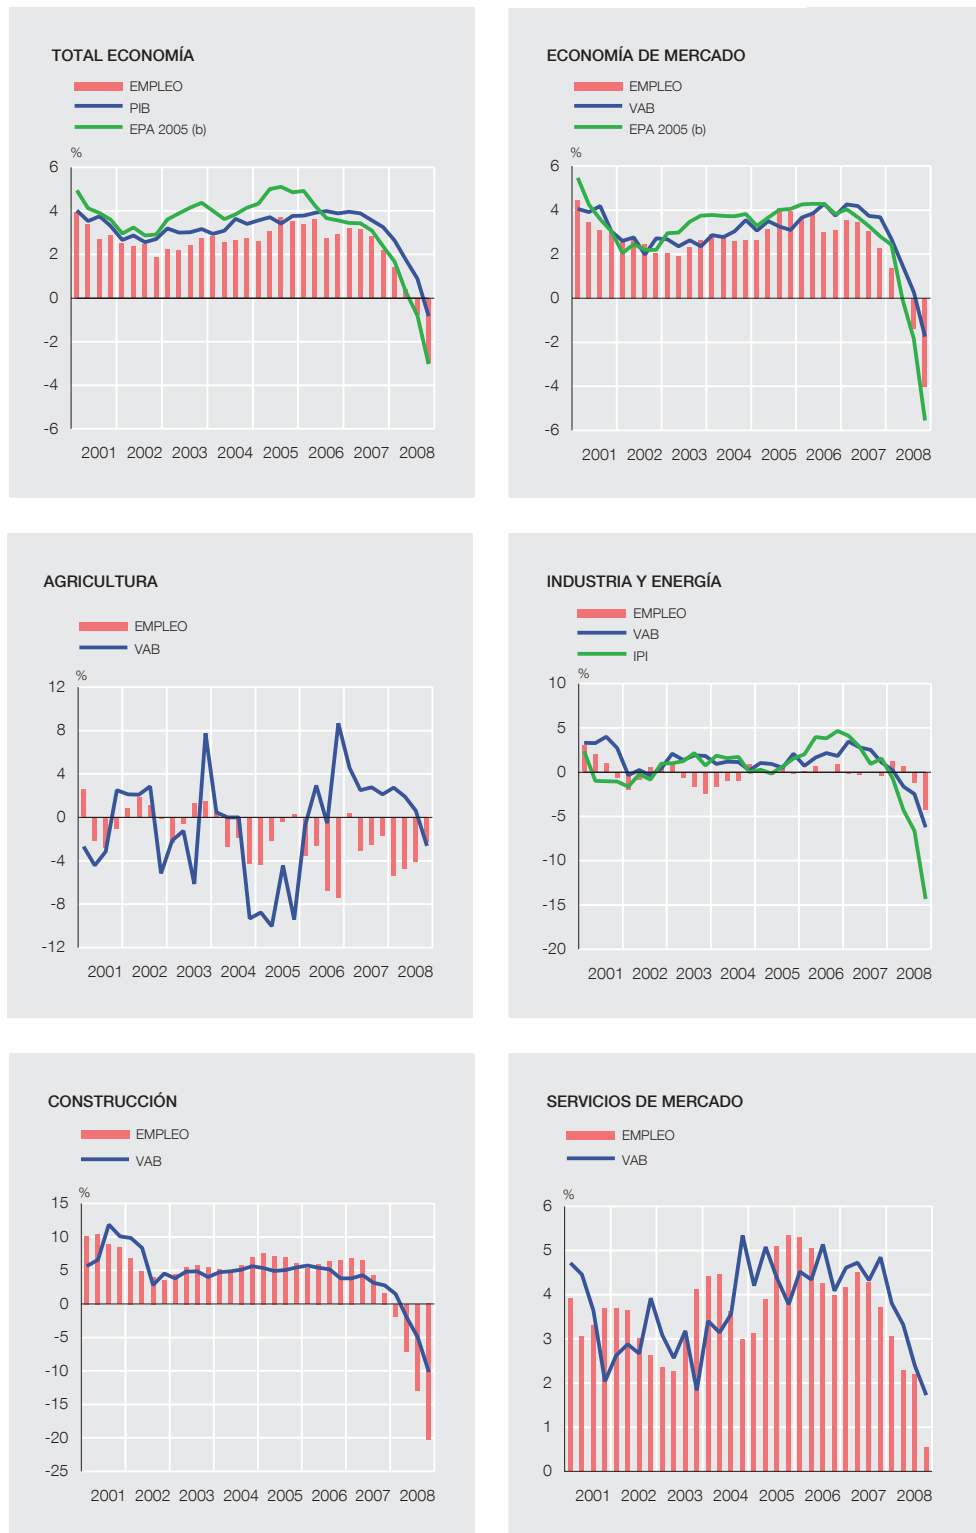 TOTAL ECONOMÍA
EMPLEO
PIB
EPA 2005 (b)
%
6
4
2
0
-2
-4
-6
2001 2002 2003 2004 2005 2006 2007 2008
ECONOMÍA DE MERCADO
EMPLEO
VAB
EPA 2005 (b)
%
6
4
2
0
-2
-4
-6
2001 2002 2003 2004 2005 2006 2007 2008
AGRICULTURA
EMPLEO
VAB
%
12
8
4
0
-4
-8
-12
2001 2002 2003 2004 2005 2006 2007 2008
INDUSTRIA Y ENERGÍA
EMPLEO
VAB
IPI
%
10
5
0
-5
-10
-15
-20
2001 2002 2003 2004 2005 2006 2007 2008
CONSTRUCCIÓN
EMPLEO
VAB
%
15
10
5
0
-5
-10
-15
-20
-25
2001 2002 2003 2004 2005 2006 2007 2008
SERVICIOS DE MERCADO
EMPLEO
VAB
%
6
5
4
3
2
1
0
2001 2002 2003 2004 2005 2006 2007 2008